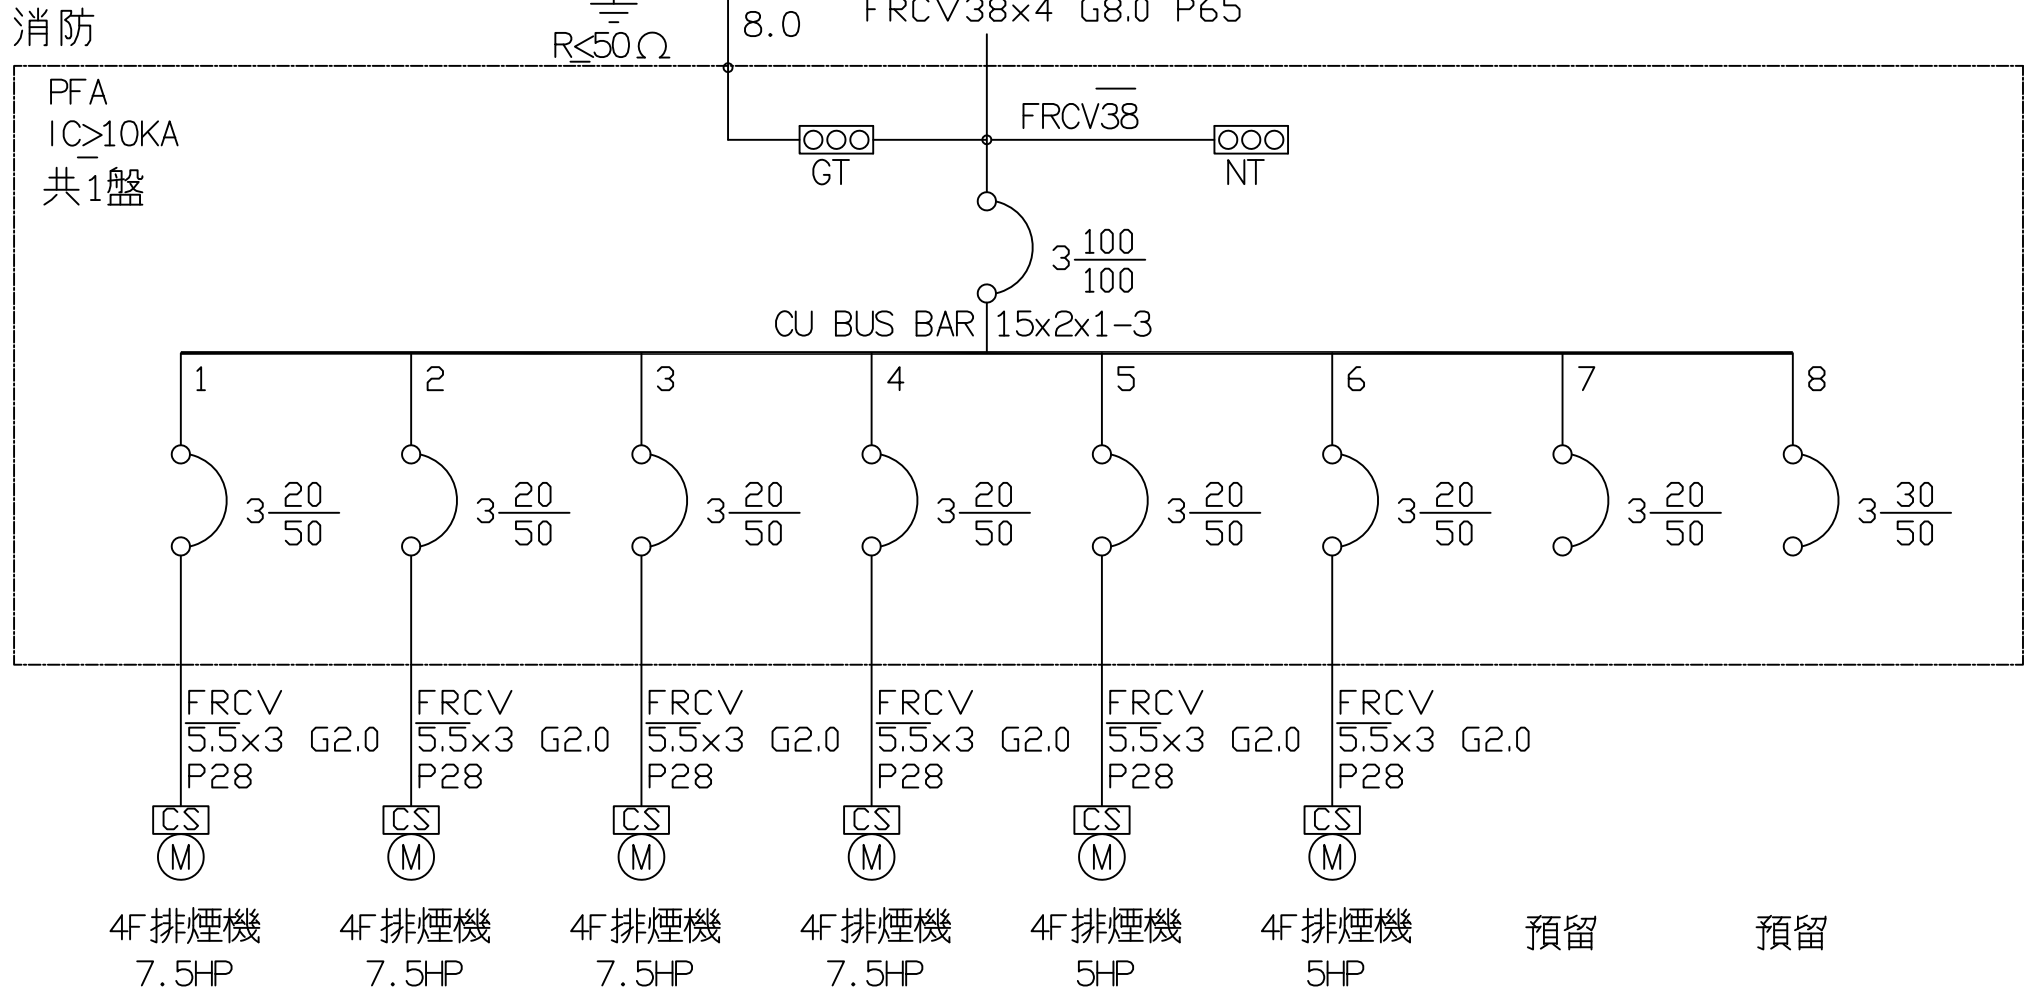 消防
R≤50Ω
8.0
FRCV38x4 G8.0 P65
PFA
IC≥10KA
共1盤
FRCV38
GT
NT
3 100
100
CU BUS BAR 15x2x1-3
1 2 3 4 5 6 7 8
3 20
50
3 20
50
3 20
50
3 20
50
3 20
50
3 20
50
3 20
50
3 30
50
FRCV
5.5x3 G2.0
P28
FRCV
5.5x3 G2.0
P28
FRCV
5.5x3 G2.0
P28
FRCV
5.5x3 G2.0
P28
FRCV
5.5x3 G2.0
P28
FRCV
5.5x3 G2.0
P28
CS CS CS CS CS CS
M M M M M M
4F排煙機
7.5HP
4F排煙機
7.5HP
4F排煙機
7.5HP
4F排煙機
7.5HP
4F排煙機
5HP
4F排煙機
5HP
預留
預留